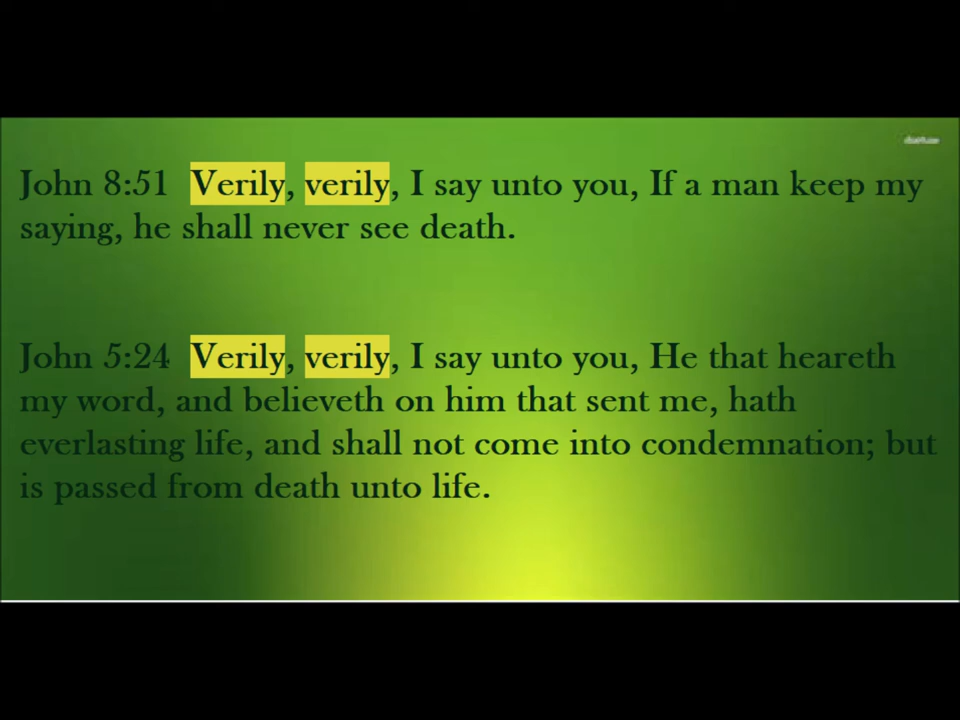 John 8:51 Verily, verily, I say unto you, If a man keep my
saying, he shall never see death.
John 5:24 Verily, verily, I say unto you, He that heareth
my word, and believeth on him that sent me, hath
everlasting life, and shall not come into condemnation; but
is passed from death unto life.